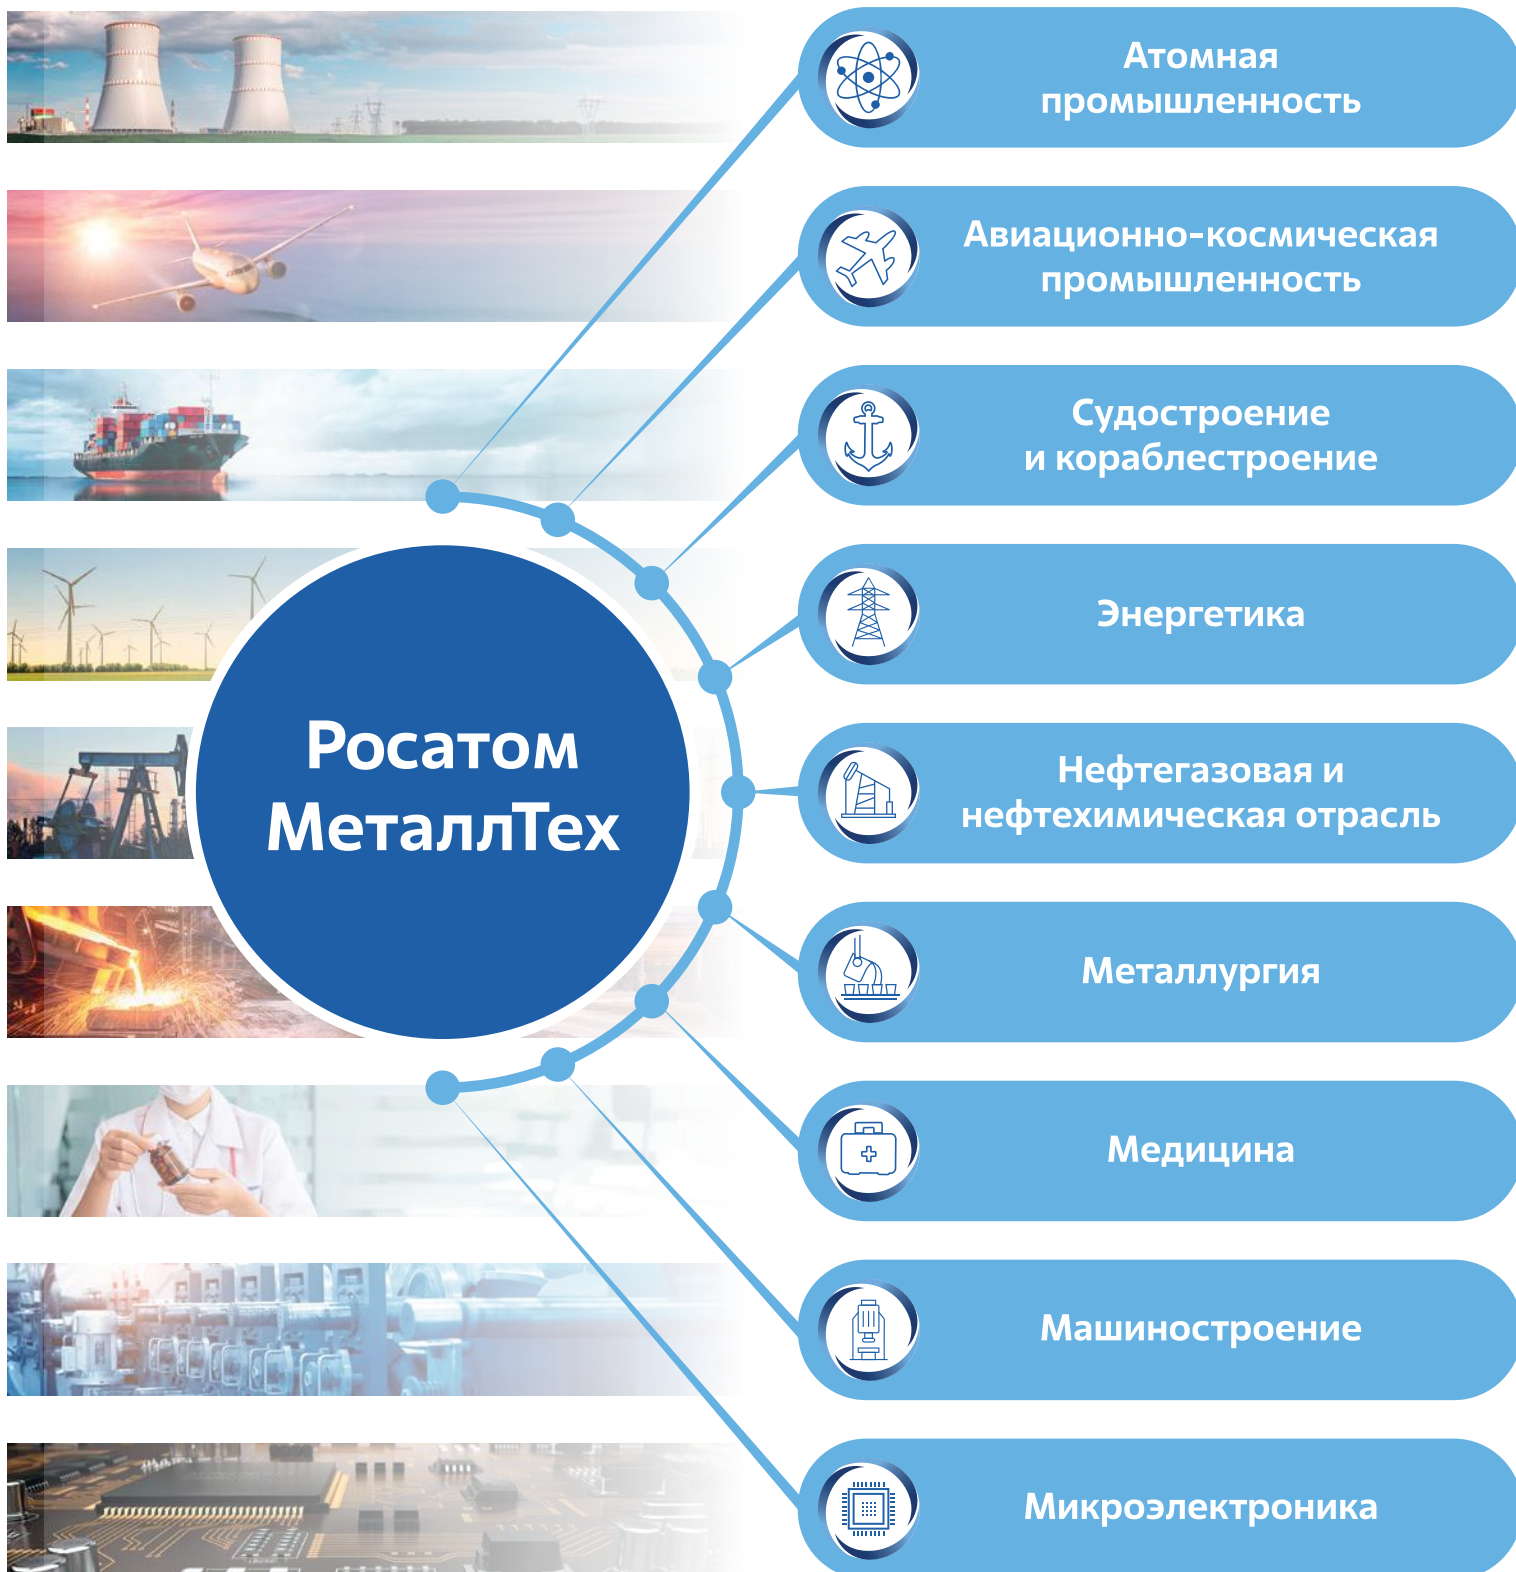 Атомная
промышленность
Авиационно-космическая
промышленность
Судостроение
и кораблестроение
Энергетика
Росатом
МеталлТех
Нефтегазовая и
нефтехимическая отрасль
Металлургия
Медицина
Машиностроение
Микроэлектроника